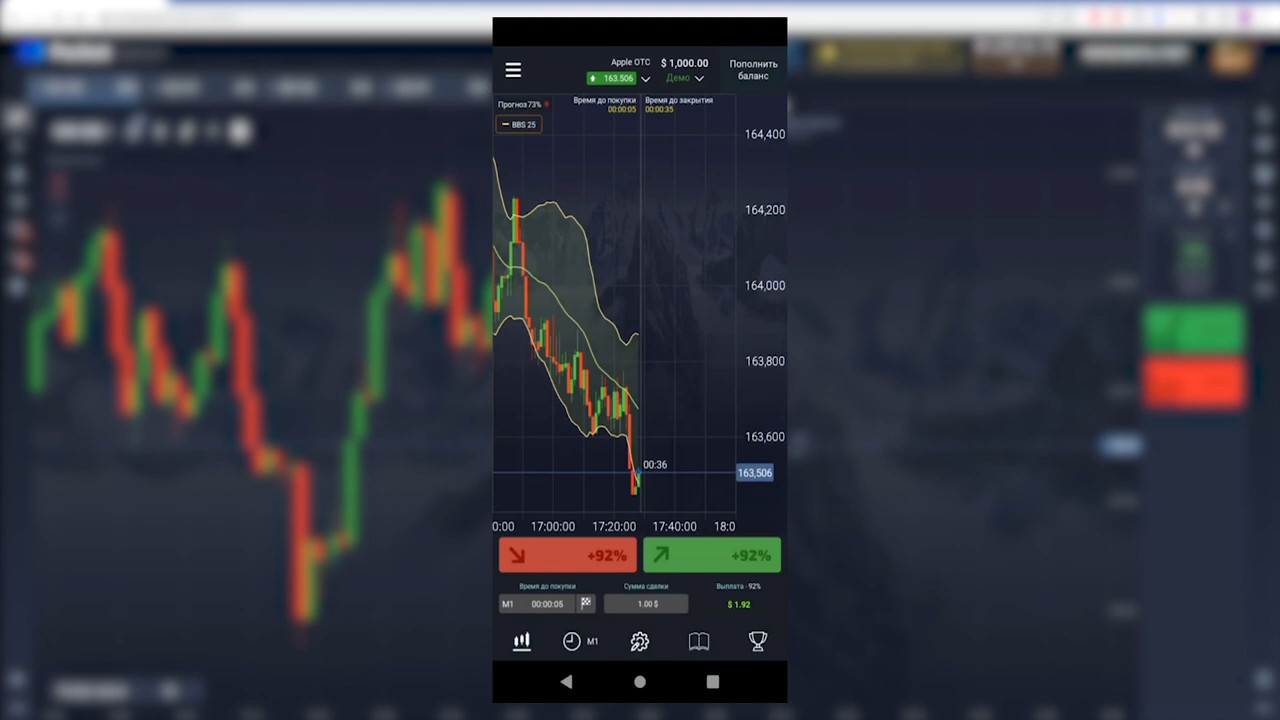 Apple OTC
$ 1,000.00
163.506
Демо
Пополнить
баланс
Прогноз 73%
Время до покупки
00:00:05
Время до закрытия
00:00:35
BBS 25
164,400
164,200
164,000
163,800
163,600
00:36
163,506
0:00
17:00:00
17:20:00
17:40:00
18:0
+92%
+92%
Время до покупки
Сумма сделки
Выплата - 92%
M1
00:00:05
1.00 $
$ 1.92
M1